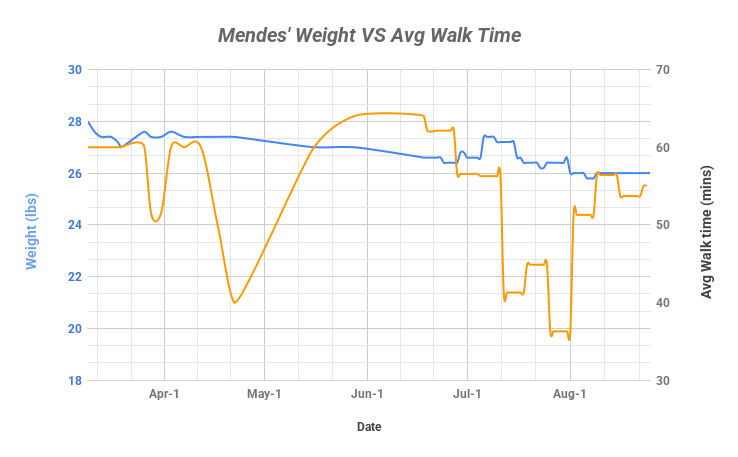 Mendes' Weight VS Avg Walk Time
30
28
26
24
22
20
18
Weight (lbs)
70
60
50
40
30
Avg Walk time (mins)
Apr-1
May-1
Jun-1
Jul-1
Aug-1
Date